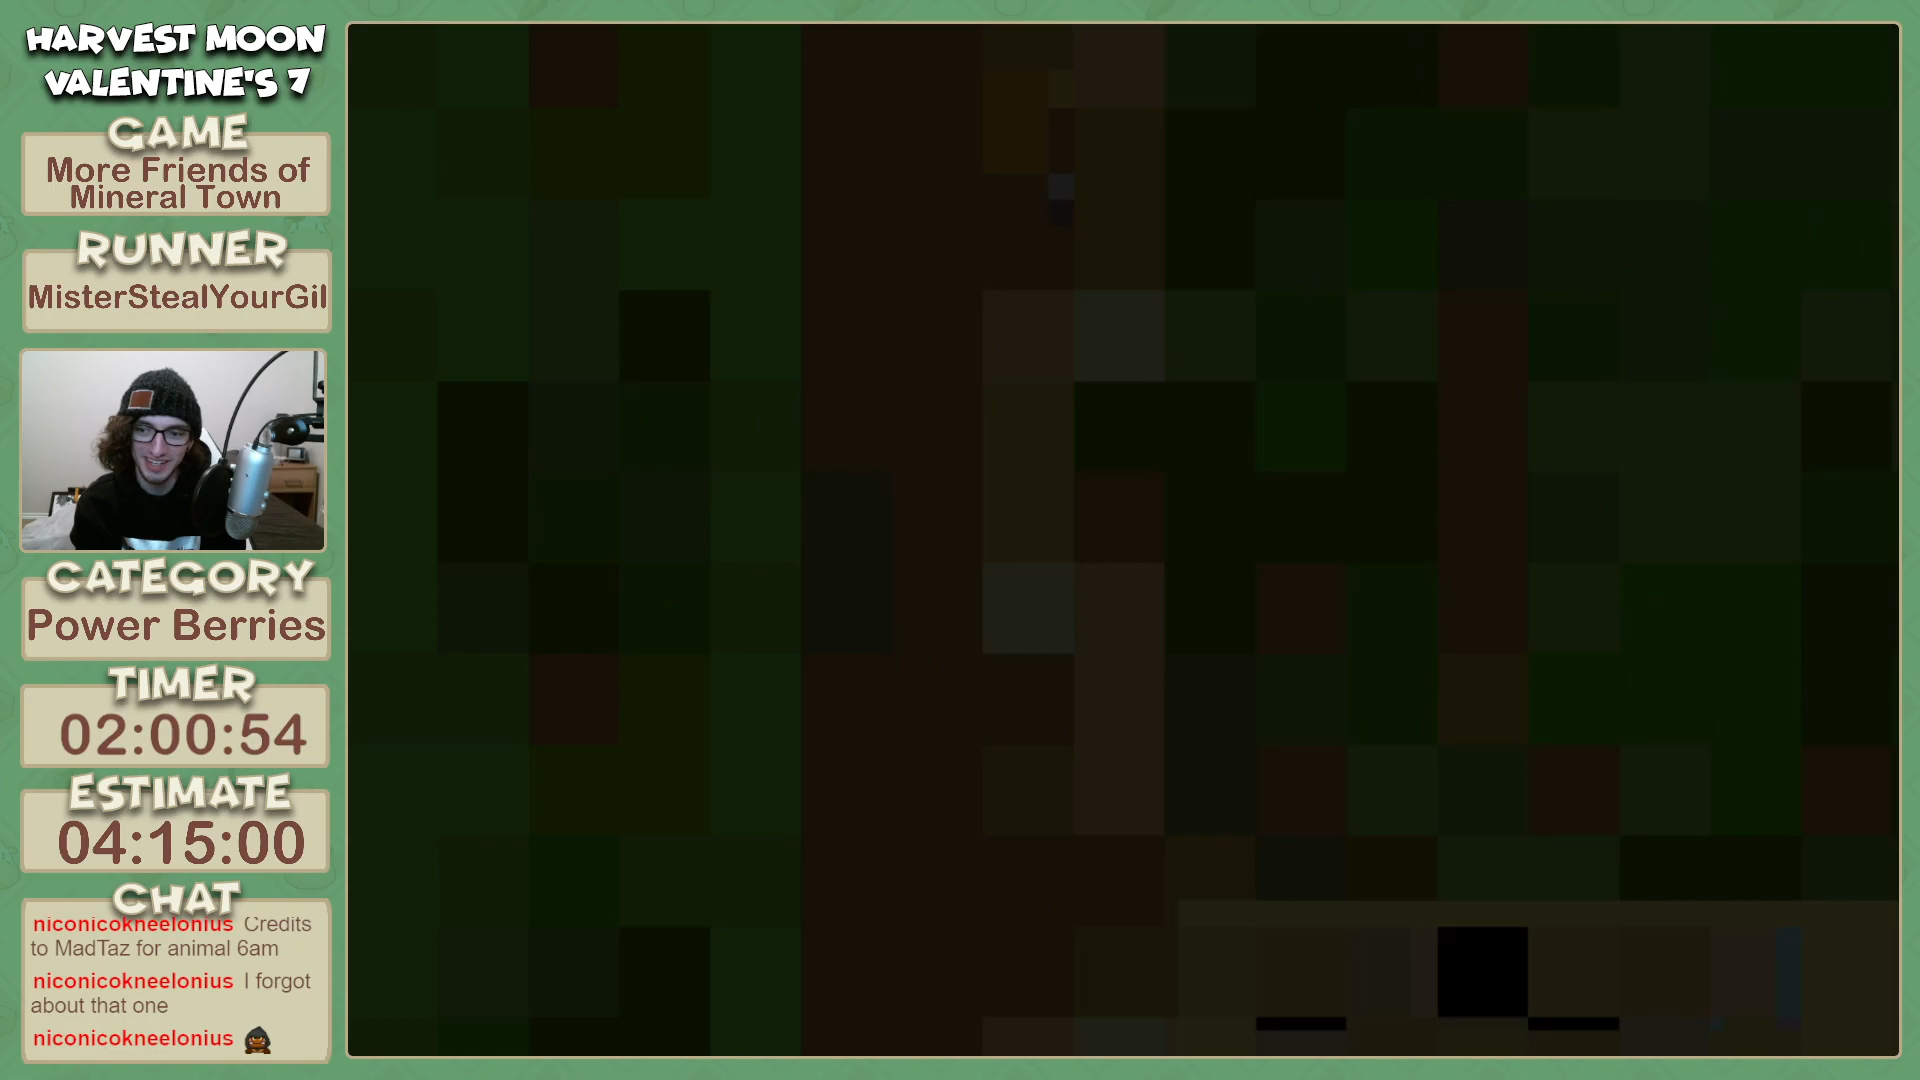 HARVEST MOON
VALENTINE'S 7
GAME
More Friends of
Mineral Town
RUNNER
MisterStealYourGil
CATEGORY
Power Berries
TIMER
02:00:54
ESTIMATE
04:15:00
CHAT
niconicokneelonius Credits
to MadTaz for animal 6am
niconicokneelonius I forgot
about that one
niconicokneelonius